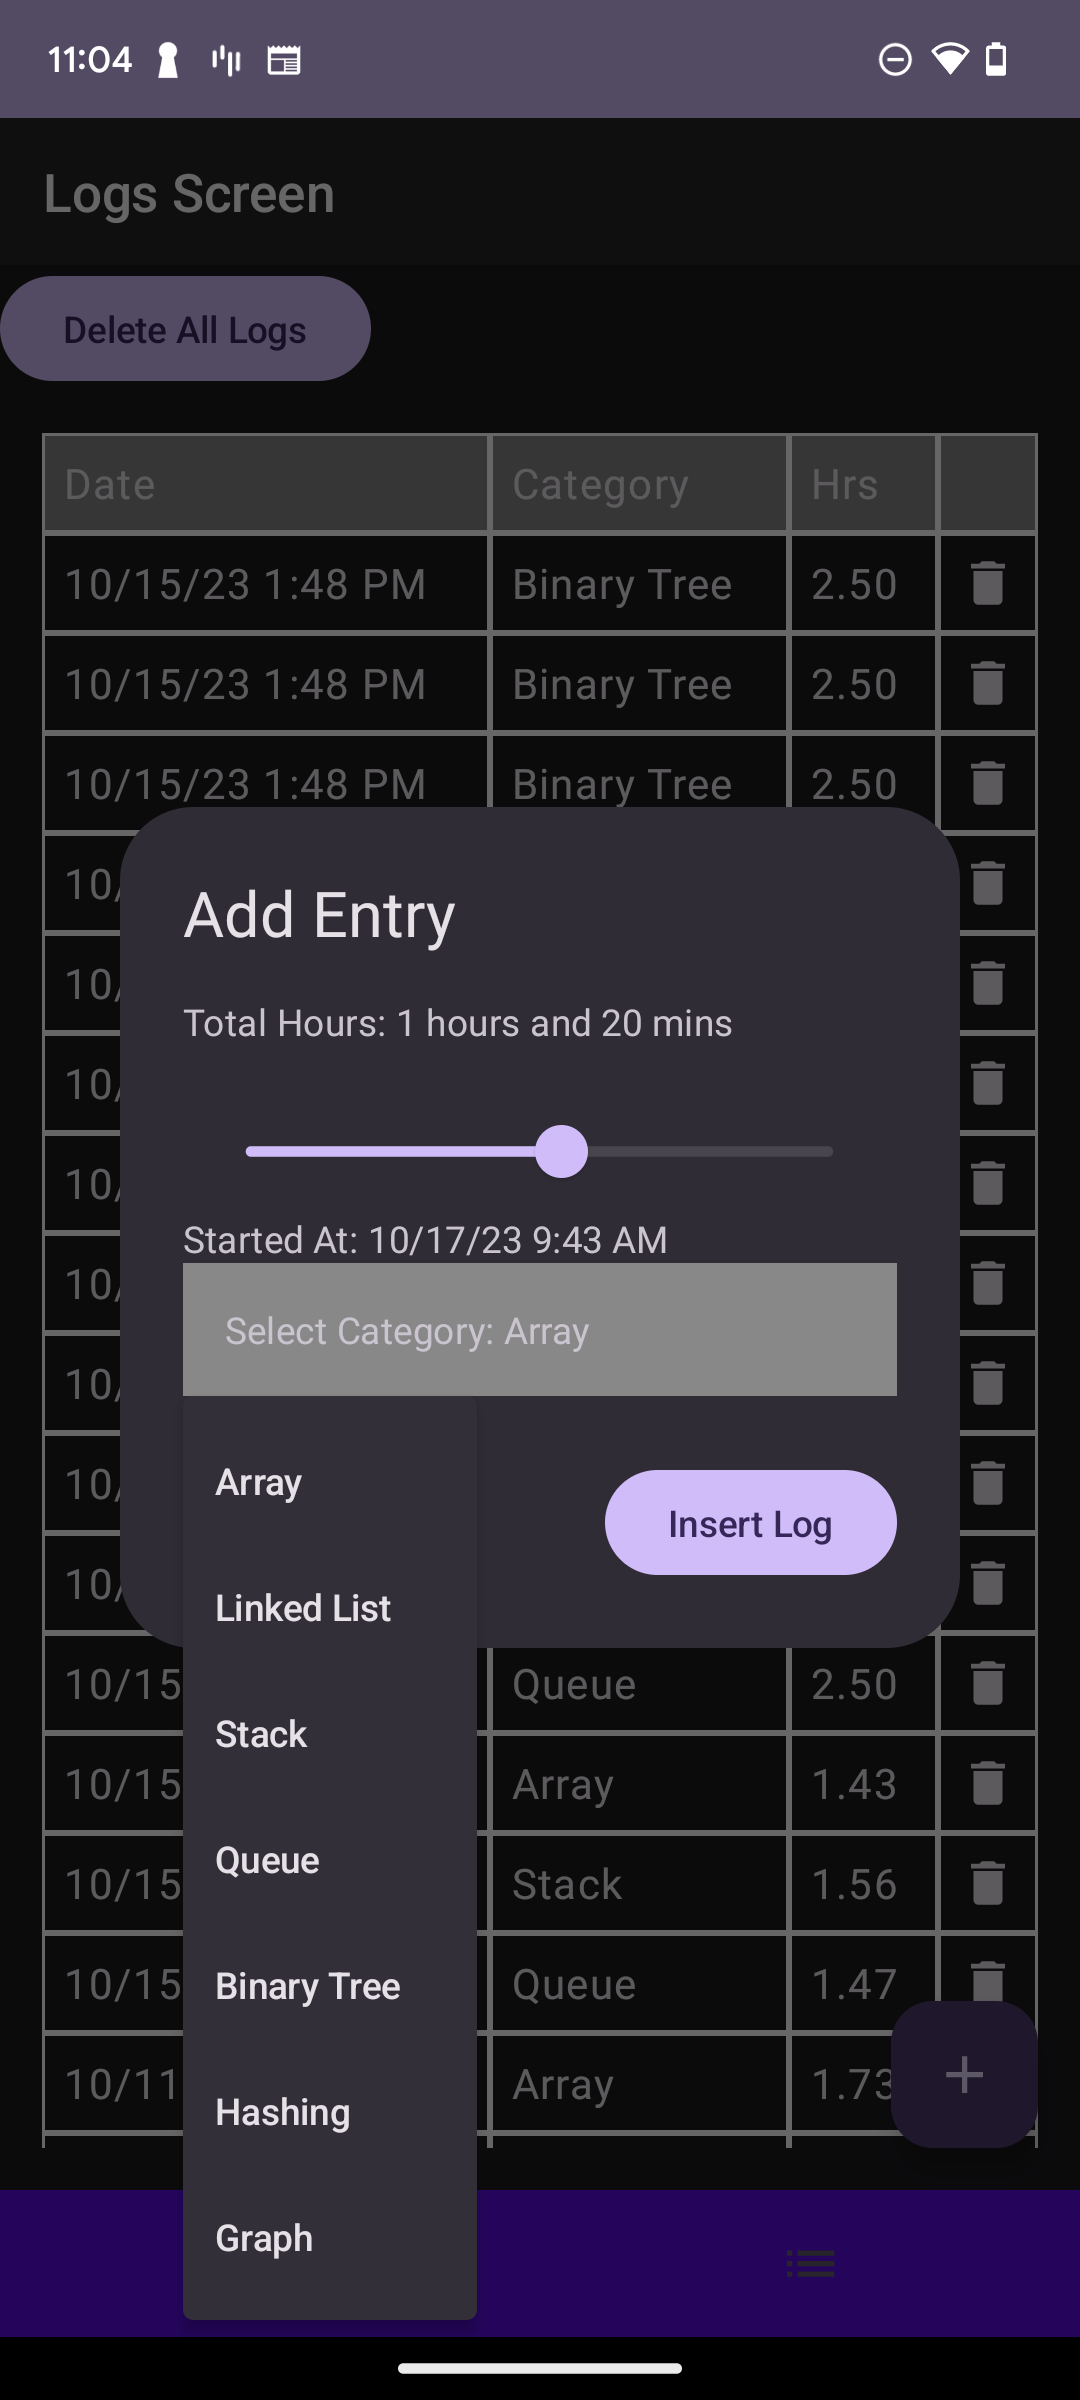 11:04
Logs Screen
Delete All Logs
Date Category Hrs
10/15/23 1:48 PM Binary Tree 2.50
10/15/23 1:48 PM Binary Tree 2.50
10/15/23 1:48 PM Binary Tree 2.50
10/
10/
10/
10/
10/
10/
10/
10/
Add Entry
Total Hours: 1 hours and 20 mins
Started At: 10/17/23 9:43 AM
Select Category: Array
Array
Linked List
Stack
Queue
Binary Tree
Hashing
Graph
Insert Log
10/15 Queue 2.50
10/15 Array 1.43
10/15 Stack 1.56
10/15 Queue 1.47
10/11 Array 1.73
+